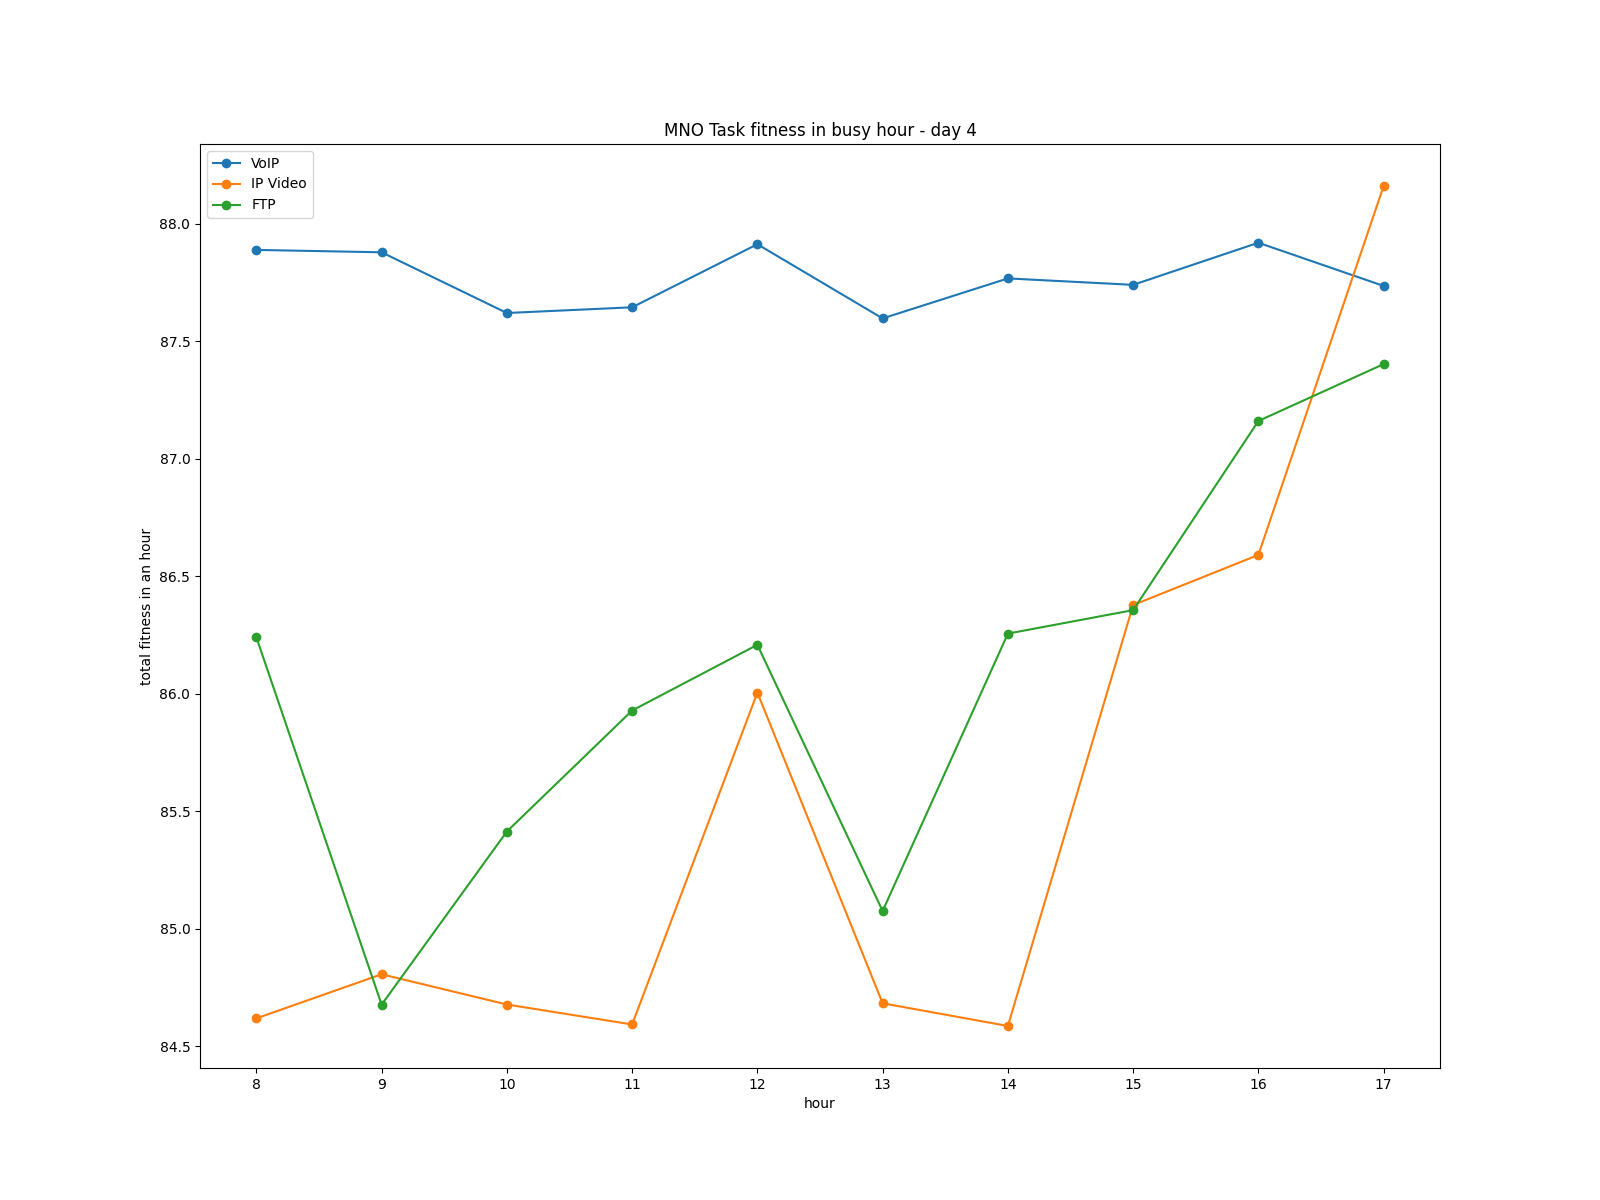 MNO Task fitness in busy hour - day 4
VoIP
IP Video
FTP
88.0
87.5
87.0
86.5
86.0
85.5
85.0
84.5
total fitness in an hour
8 9 10 11 12 13 14 15 16 17
hour